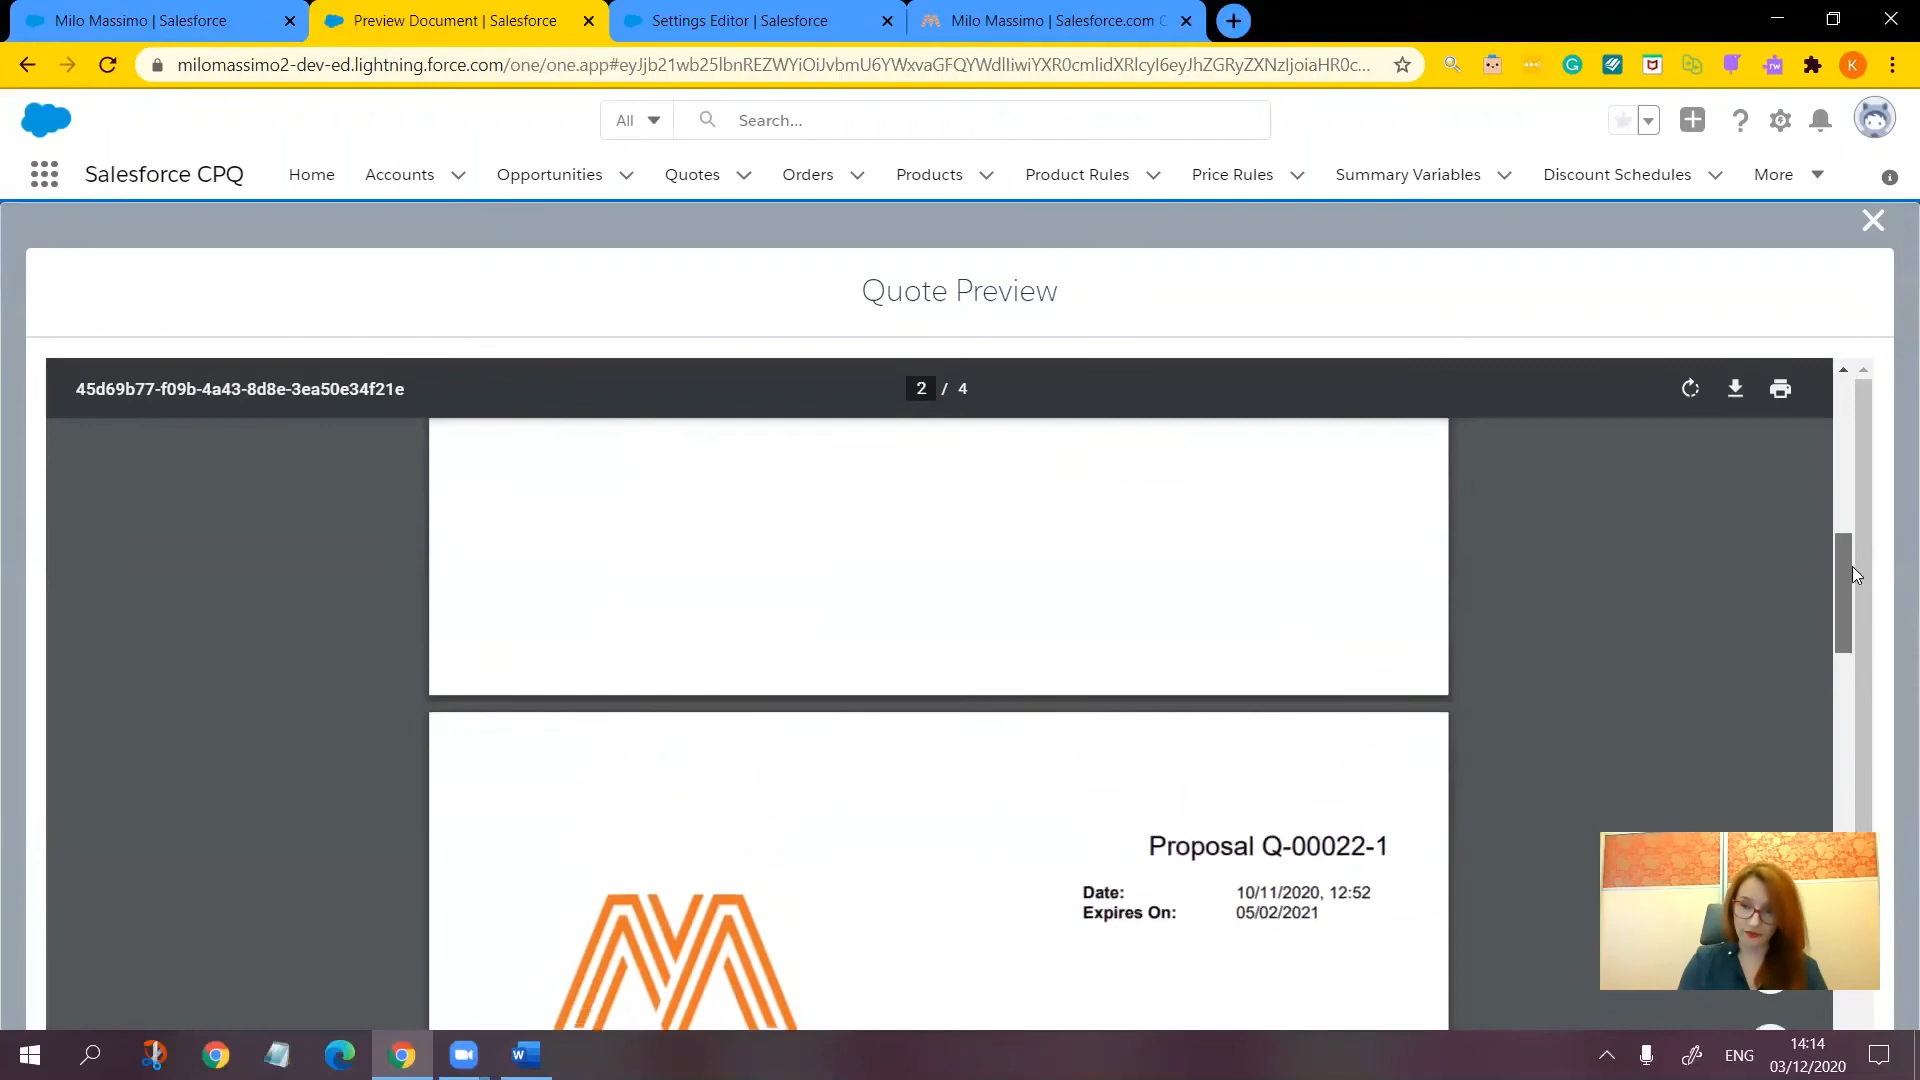 Milo Massimo | Salesforce
Preview Document | Salesforce
Settings Editor | Salesforce
Milo Massimo | Salesforce.com C
milomassimo2-dev-ed.lightning.force.com/one/one.app#
All
Search...
Salesforce CPQ
Home
Accounts
Opportunities
Quotes
Orders
Products
Product Rules
Price Rules
Summary Variables
Discount Schedules
More
Quote Preview
45d69b77-f09b-4a43-8d8e-3ea50e34f21e
2 / 4
Proposal Q-00022-1
Date: 10/11/2020, 12:52
Expires On: 05/02/2021
ENG
14:14
03/12/2020